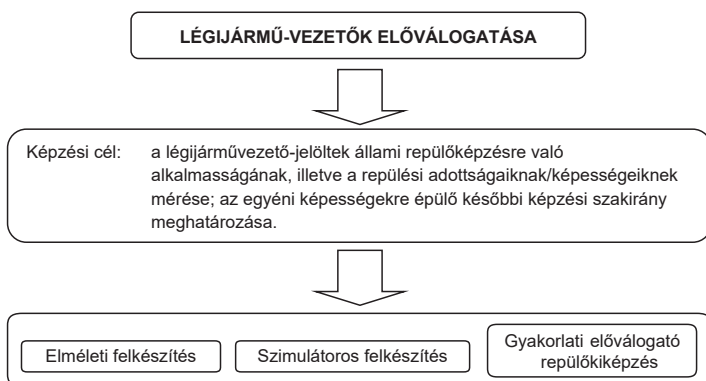 LÉGIJÁRMŰ-VEZETŐK ELŐVÁLOGATÁSA
Képzési cél: a légijárművezető-jelöltek állami repülőképzésre való
alkalmasságának, illetve a repülési adottságaiknak/képességeiknek
mérése; az egyéni képességekre épülő későbbi képzési szakirány
meghatározása.
Elméleti felkészítés
Szimulátoros felkészítés
Gyakorlati előválogató
repülőkiképzés